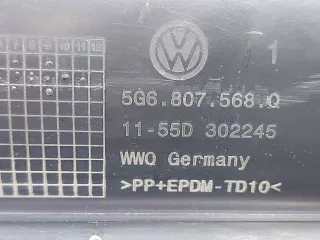 1
5G6.807.568.Q
11-55D 302245
WWQ Germany
>PP+EPDM-TD10<